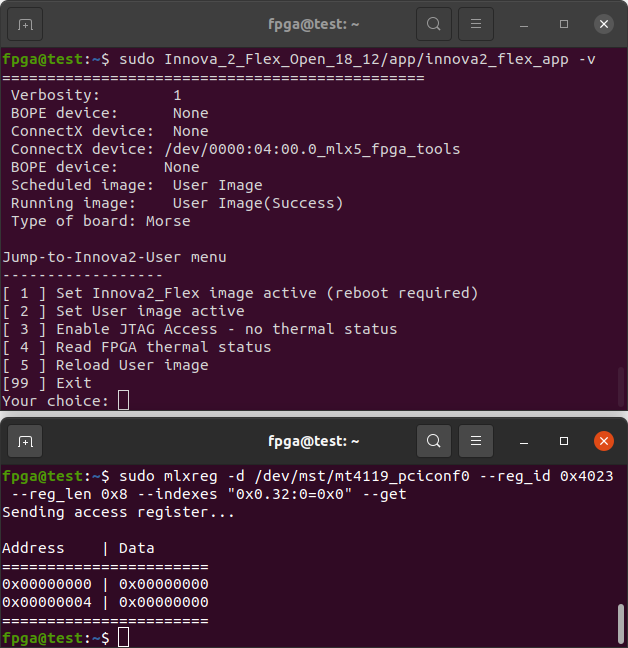 fpga@test: ~
fpga@test:~$ sudo Innova_2_Flex_Open_18_12/app/innova2_flex_app -v
===============================================
 Verbosity:        1
 BOPE device:      None
 ConnectX device:  None
 ConnectX device: /dev/0000:04:00.0_mlx5_fpga_tools
 BOPE device:     None
 Scheduled image:  User Image
 Running image:    User Image(Success)
 Type of board: Morse

Jump-to-Innova2-User menu
------------------
[ 1 ] Set Innova2_Flex image active (reboot required)
[ 2 ] Set User image active
[ 3 ] Enable JTAG Access - no thermal status
[ 4 ] Read FPGA thermal status
[ 5 ] Reload User image
[99 ] Exit
Your choice:
fpga@test: ~
fpga@test:~$ sudo mlxreg -d /dev/mst/mt4119_pciconf0 --reg_id 0x4023
 --reg_len 0x8 --indexes "0x0.32:0=0x0" --get
Sending access register...

Address    | Data
=======================
0x00000000 | 0x00000000
0x00000004 | 0x00000000
=======================
fpga@test:~$